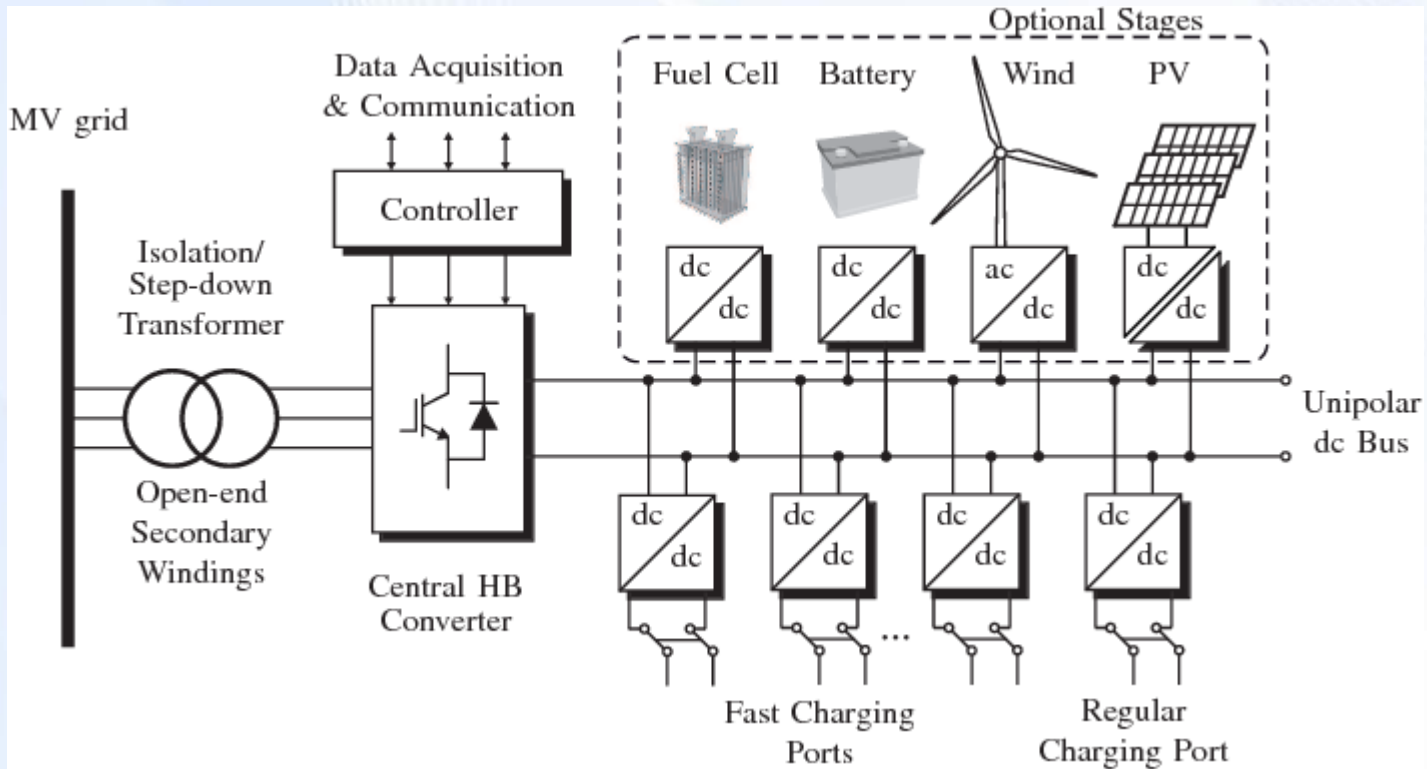 Optional Stages
Data Acquisition
& Communication
Fuel Cell
Battery
Wind
PV
MV grid
Controller
Isolation/
Step-down
Transformer
dc
dc
dc
dc
ac
dc
dc
dc
Unipolar
dc Bus
Open-end
Secondary
Windings
Central HB
Converter
dc
dc
dc
dc
dc
dc
dc
dc
...
Fast Charging
Ports
Regular
Charging Port